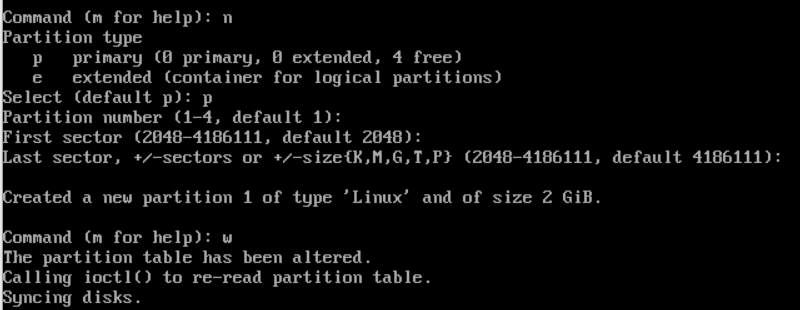 Command (m for help): n
Partition type
   p   primary (0 primary, 0 extended, 4 free)
   e   extended (container for logical partitions)
Select (default p): p
Partition number (1-4, default 1):
First sector (2048-4186111, default 2048):
Last sector, +/-sectors or +/-size{K,M,G,T,P} (2048-4186111, default 4186111):
Created a new partition 1 of type 'Linux' and of size 2 GiB.
Command (m for help): w
The partition table has been altered.
Calling ioctl() to re-read partition table.
Syncing disks.